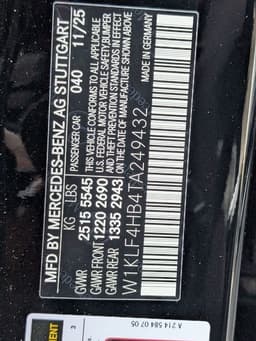 MFD BY MERCEDES-BENZ AG STUTTGART
KG LBS PASSENGER CAR 040 11/25
GVWR 2515 5545 THIS VEHICLE CONFORMS TO ALL APPLICABLE
GAWR FRONT 1220 2690 U.S. FEDERAL MOTOR VEHICLE SAFETY, BUMPER
AND THEFT PREVENTION STANDARDS IN EFFECT
GAWR REAR 1335 2943 ON THE DATE OF MANUFACTURE SHOWN ABOVE
W1KLF4HB4TA249432 MADE IN GERMANY
A 214 584 07 05